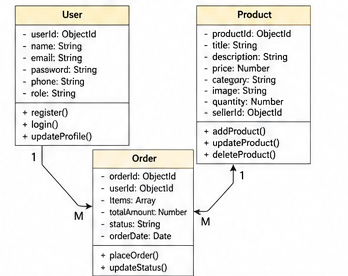 User
- userId: ObjectId
- name: String
- email: String
- password: String
- phone: String
- role: String
+ register()
+ login()
+ updateProfile()
Product
- productId: ObjectId
- title: String
- description: String
- price: Number
- category: String
- image: String
- quantity: Number
- sellerId: ObjectId
+ addProduct()
+ updateProduct()
+ deleteProduct()
1
M
Order
- orderId: ObjectId
- userId: ObjectId
- Items: Array
- totalAmount: Number
- status: String
- orderDate: Date
+ placeOrder()
+ updateStatus()
1
M